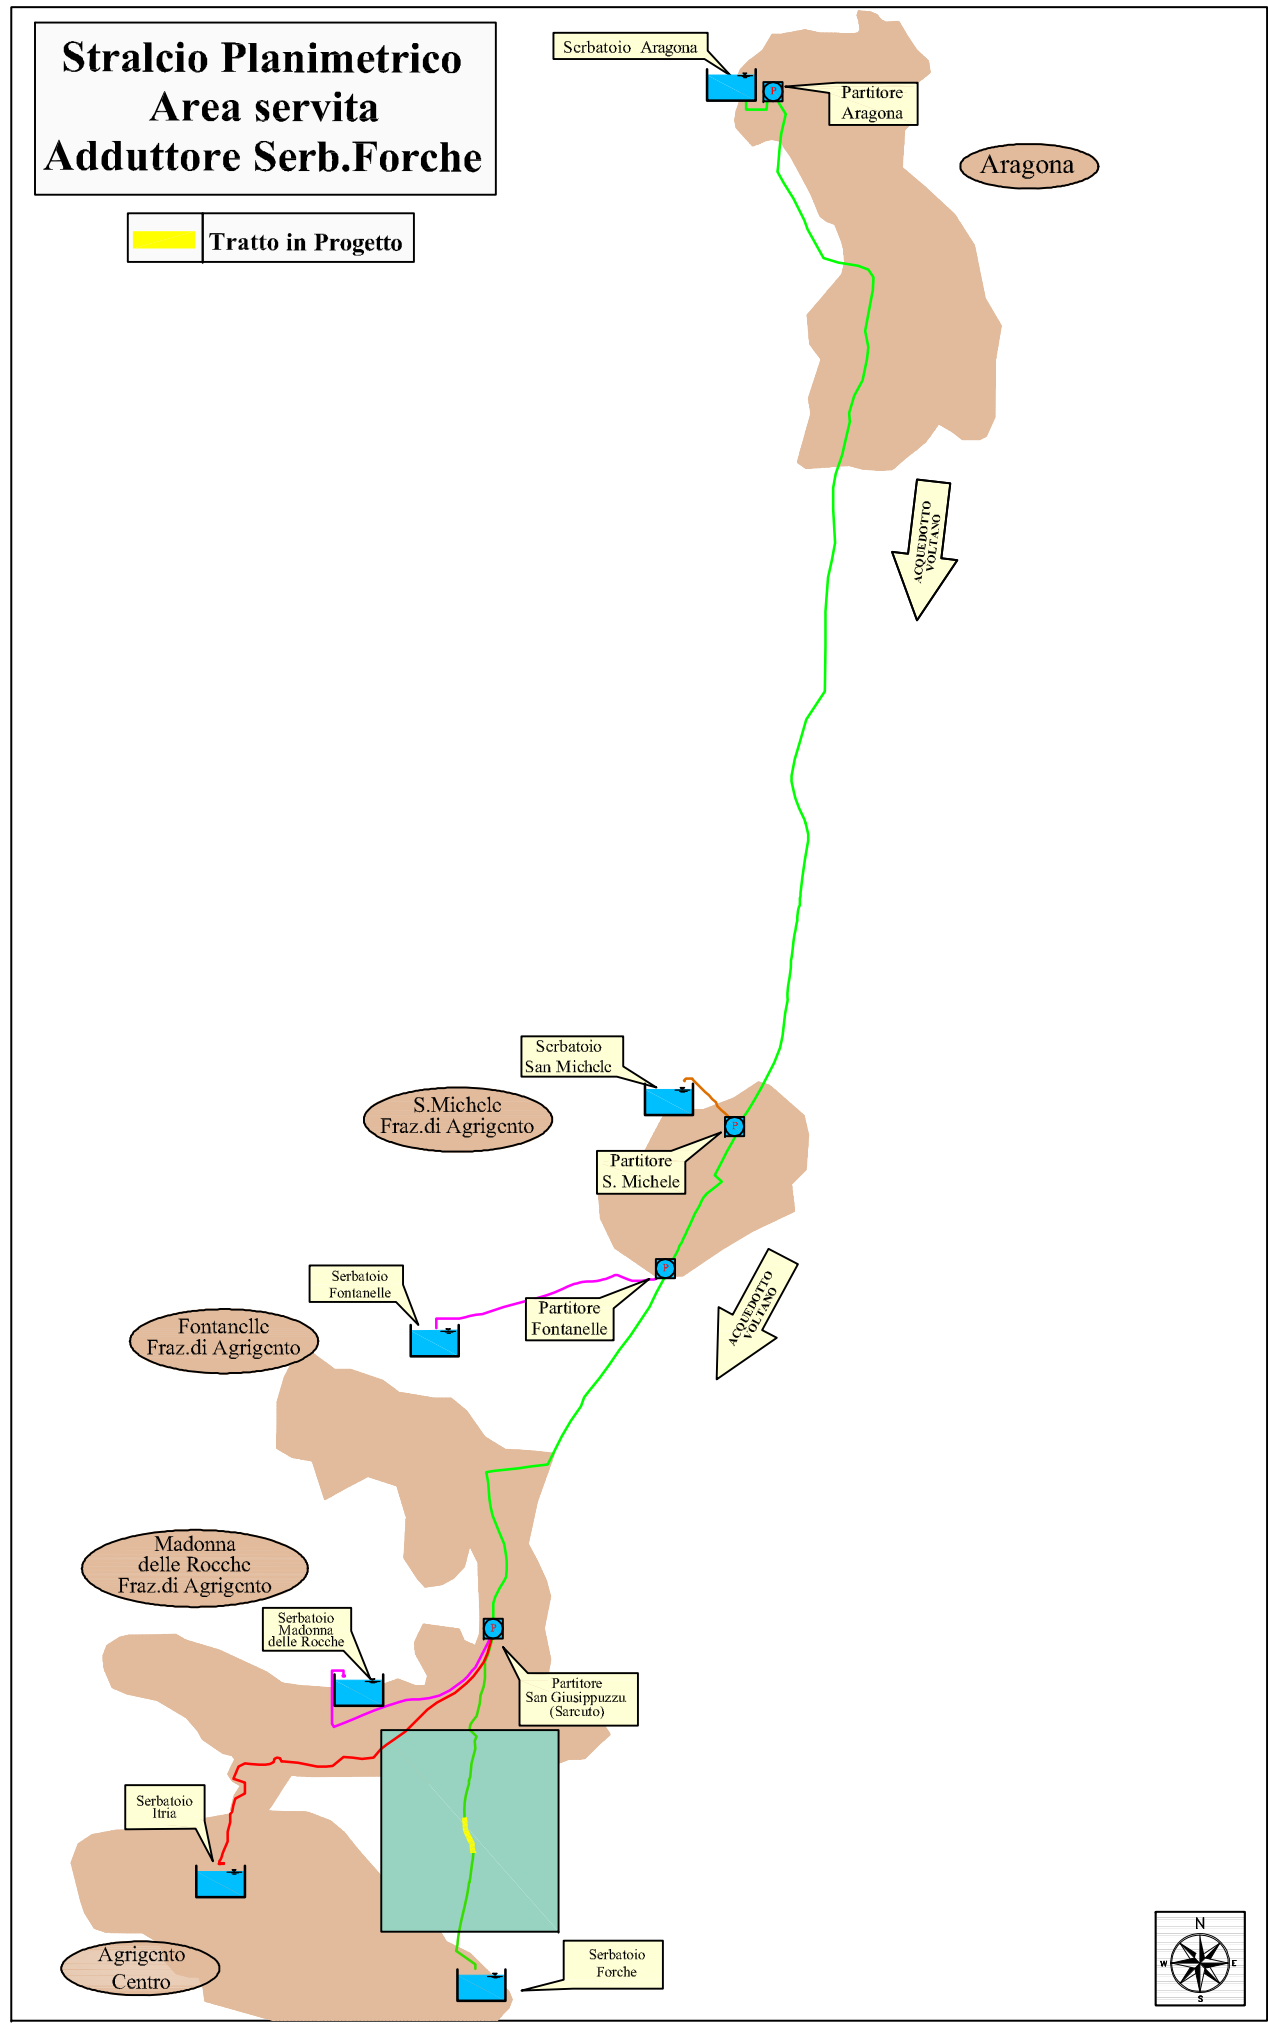 Stralcio Planimetrico
Area servita
Adduttore Serb.Forche
Tratto in Progetto
Serbatoio Aragona
P
Partitore
Aragona
Aragona
ACQUEDOTTO
VOLTANO
Serbatoio
San Michele
S.Michele
Fraz.di Agrigento
P
Partitore
S. Michele
Serbatoio
Fontanelle
P
Partitore
Fontanelle
ACQUEDOTTO
VOLTANO
Fontanelle
Fraz.di Agrigento
Madonna
delle Rocche
Fraz.di Agrigento
Serbatoio
Madonna
delle Rocche
P
Partitore
San Giusippuzzu
(Sarcuto)
Serbatoio
Itria
Agrigento
Centro
Serbatoio
Forche
N
W
E
S